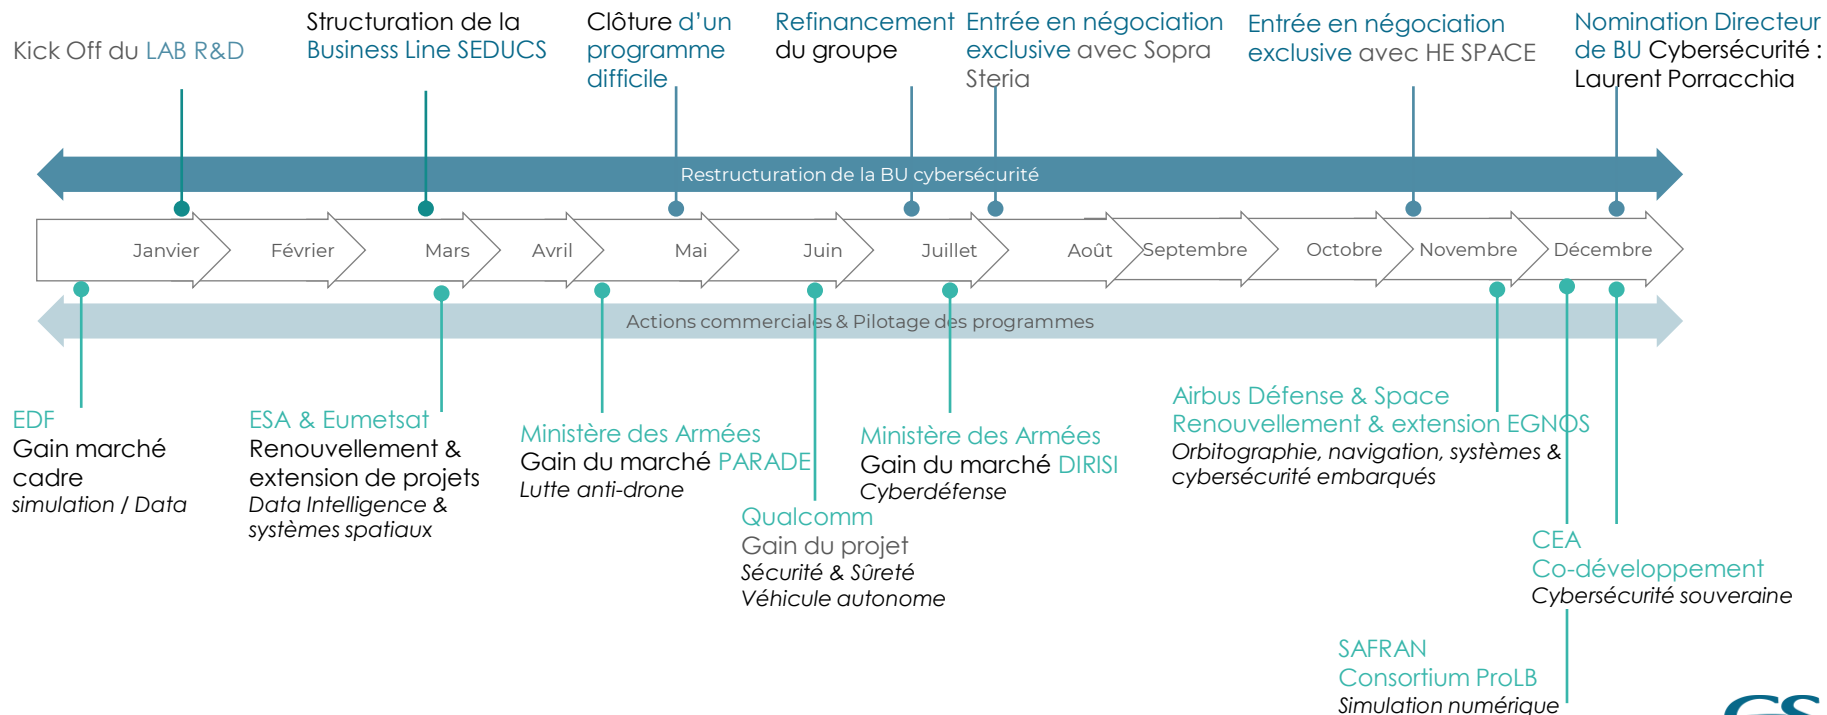 Kick Off du LAB R&D
Structuration de la
Business Line SEDUCS
Clôture d’un
programme
difficile
Refinancement
du groupe
Entrée en négociation
exclusive avec Sopra
Steria
Entrée en négociation
exclusive avec HE SPACE
Nomination Directeur
de BU Cybersécurité :
Laurent Porracchia
Restructuration de la BU cybersécurité
Janvier
Février
Mars
Avril
Mai
Juin
Juillet
Août
Septembre
Octobre
Novembre
Décembre
Actions commerciales & Pilotage des programmes
EDF
Gain marché
cadre
simulation / Data
ESA & Eumetsat
Renouvellement &
extension de projets
Data Intelligence &
systèmes spatiaux
Ministère des Armées
Gain du marché PARADE
Lutte anti-drone
Qualcomm
Gain du projet
Sécurité & Sûreté
Véhicule autonome
Ministère des Armées
Gain du marché DIRISI
Cyberdéfense
Airbus Défense & Space
Renouvellement & extension EGNOS
Orbitographie, navigation, systèmes &
cybersécurité embarqués
CEA
Co-développement
Cybersécurité souveraine
SAFRAN
Consortium ProLB
Simulation numérique